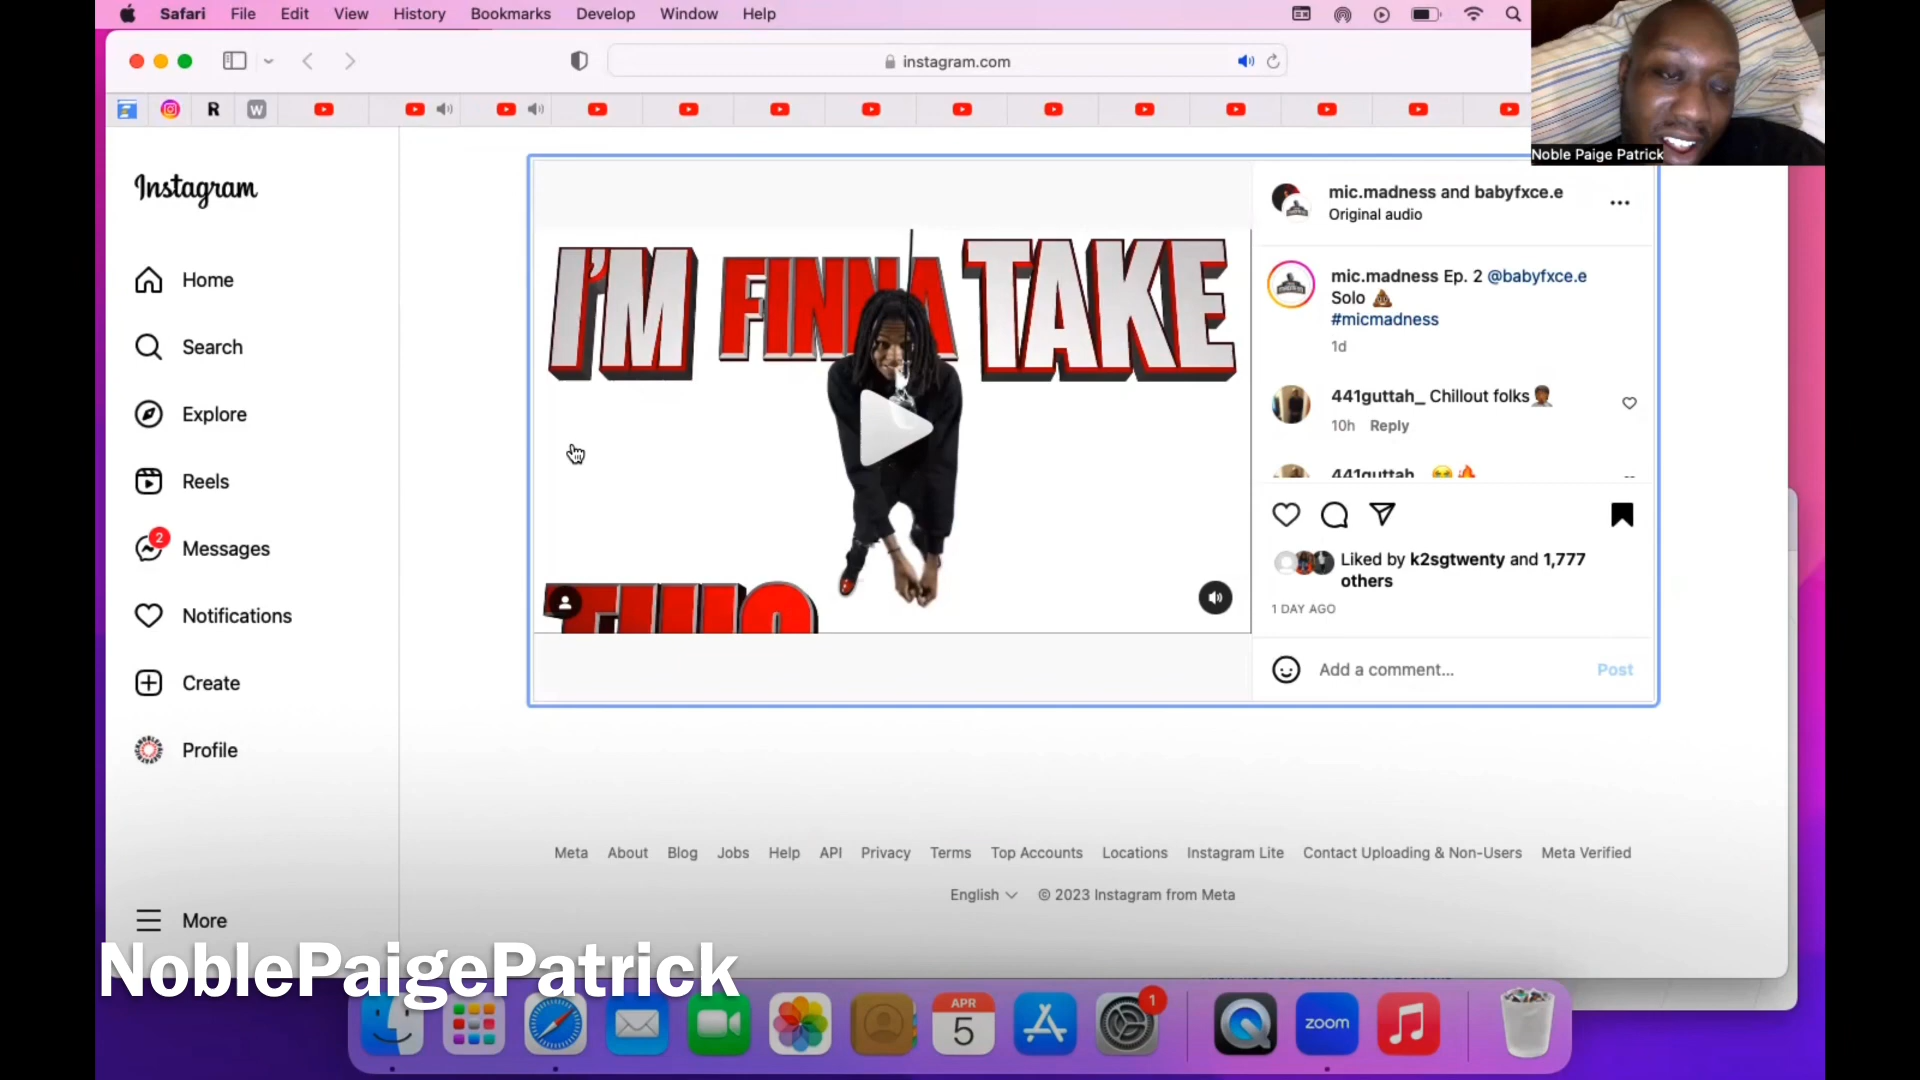 Safari File Edit View History Bookmarks Develop Window Help
instagram.com
R W
Noble Paige Patrick
Instagram
Home
Search
Explore
Reels
2
Messages
Notifications
Create
Profile
More
I'M FINNA TAKE
mic.madness and babyfxce.e
Original audio
mic.madness Ep. 2 @babyfxce.e
Solo 💩
#micmadness
1d
441guttah_ Chillout folks
10h Reply
441guttah_
Liked by k2sgtwenty and 1,777
others
1 DAY AGO
Add a comment... Post
Meta About Blog Jobs Help API Privacy Terms Top Accounts Locations Instagram Lite Contact Uploading & Non-Users Meta Verified
English © 2023 Instagram from Meta
NoblePaigePatrick
APR
5
1
zoom